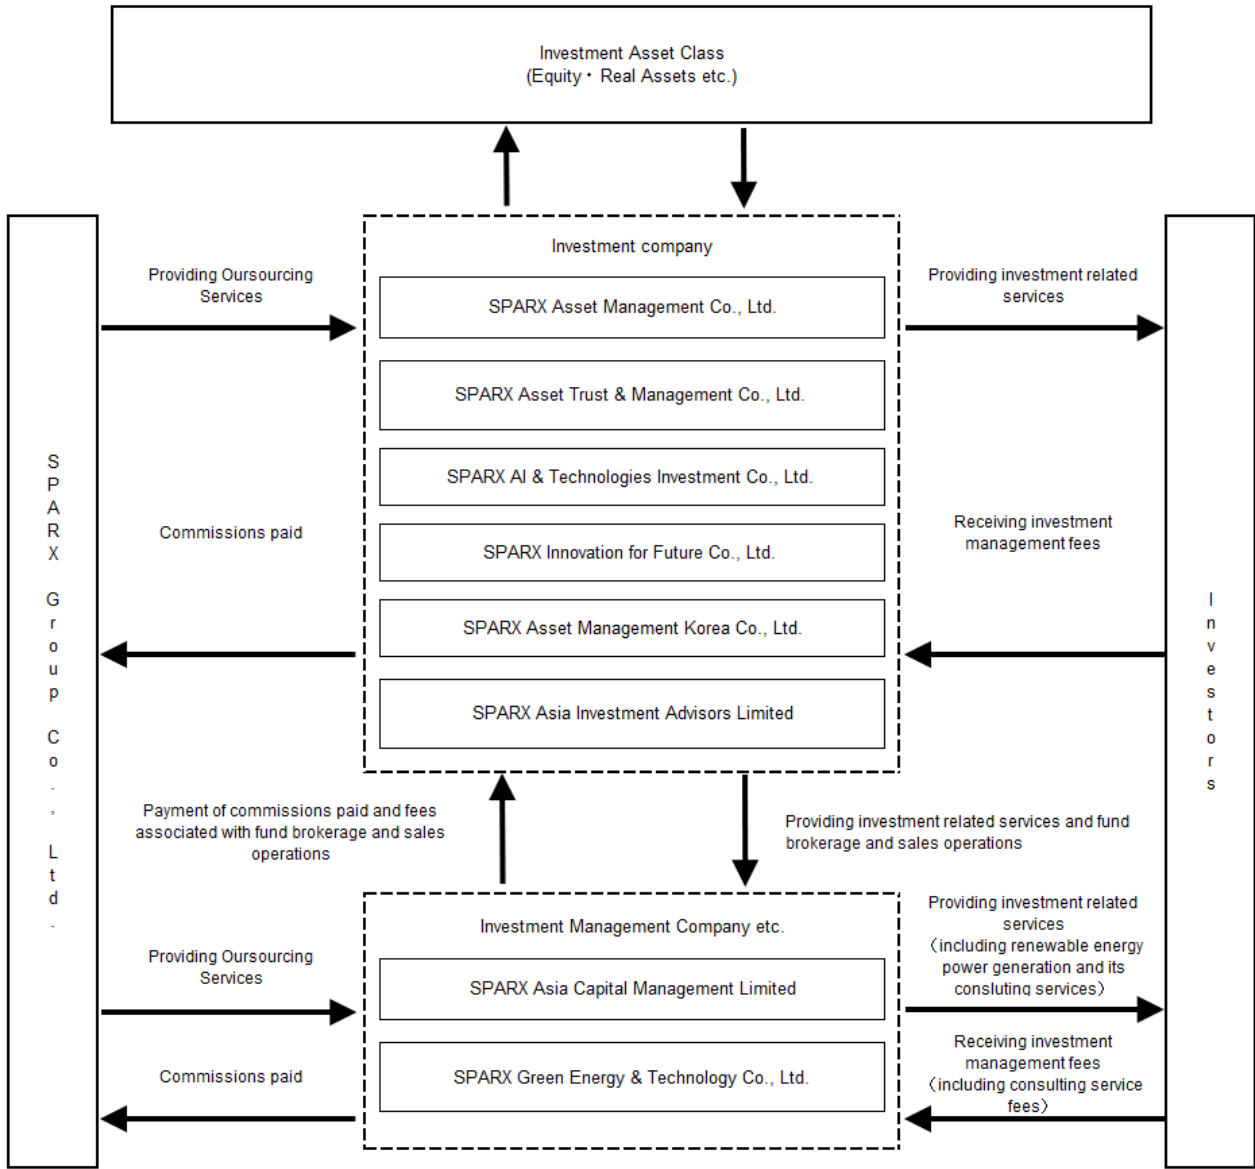 Investment Asset Class
(Equity・ Real Assets etc.)
Investment company
Providing Oursourcing
Services
SPARX Asset Management Co., Ltd.
Providing investment related
services
SPARX Asset Trust & Management Co., Ltd.
SPARX Group Co., Ltd.
SPARX AI & Technologies Investment Co., Ltd.
Commissions paid
SPARX Innovation for Future Co., Ltd.
Receiving investment
management fees
Investors
SPARX Asset Management Korea Co., Ltd.
SPARX Asia Investment Advisors Limited
Payment of commissions paid and fees
associated with fund brokerage and sales
operations
Providing investment related services and fund
brokerage and sales operations
Investment Management Company etc.
Providing Oursourcing
Services
SPARX Asia Capital Management Limited
Providing investment related
services
（including renewable energy
power generation and its
consluting services）
Commissions paid
SPARX Green Energy & Technology Co., Ltd.
Receiving investment
management fees
（including consulting service
fees）